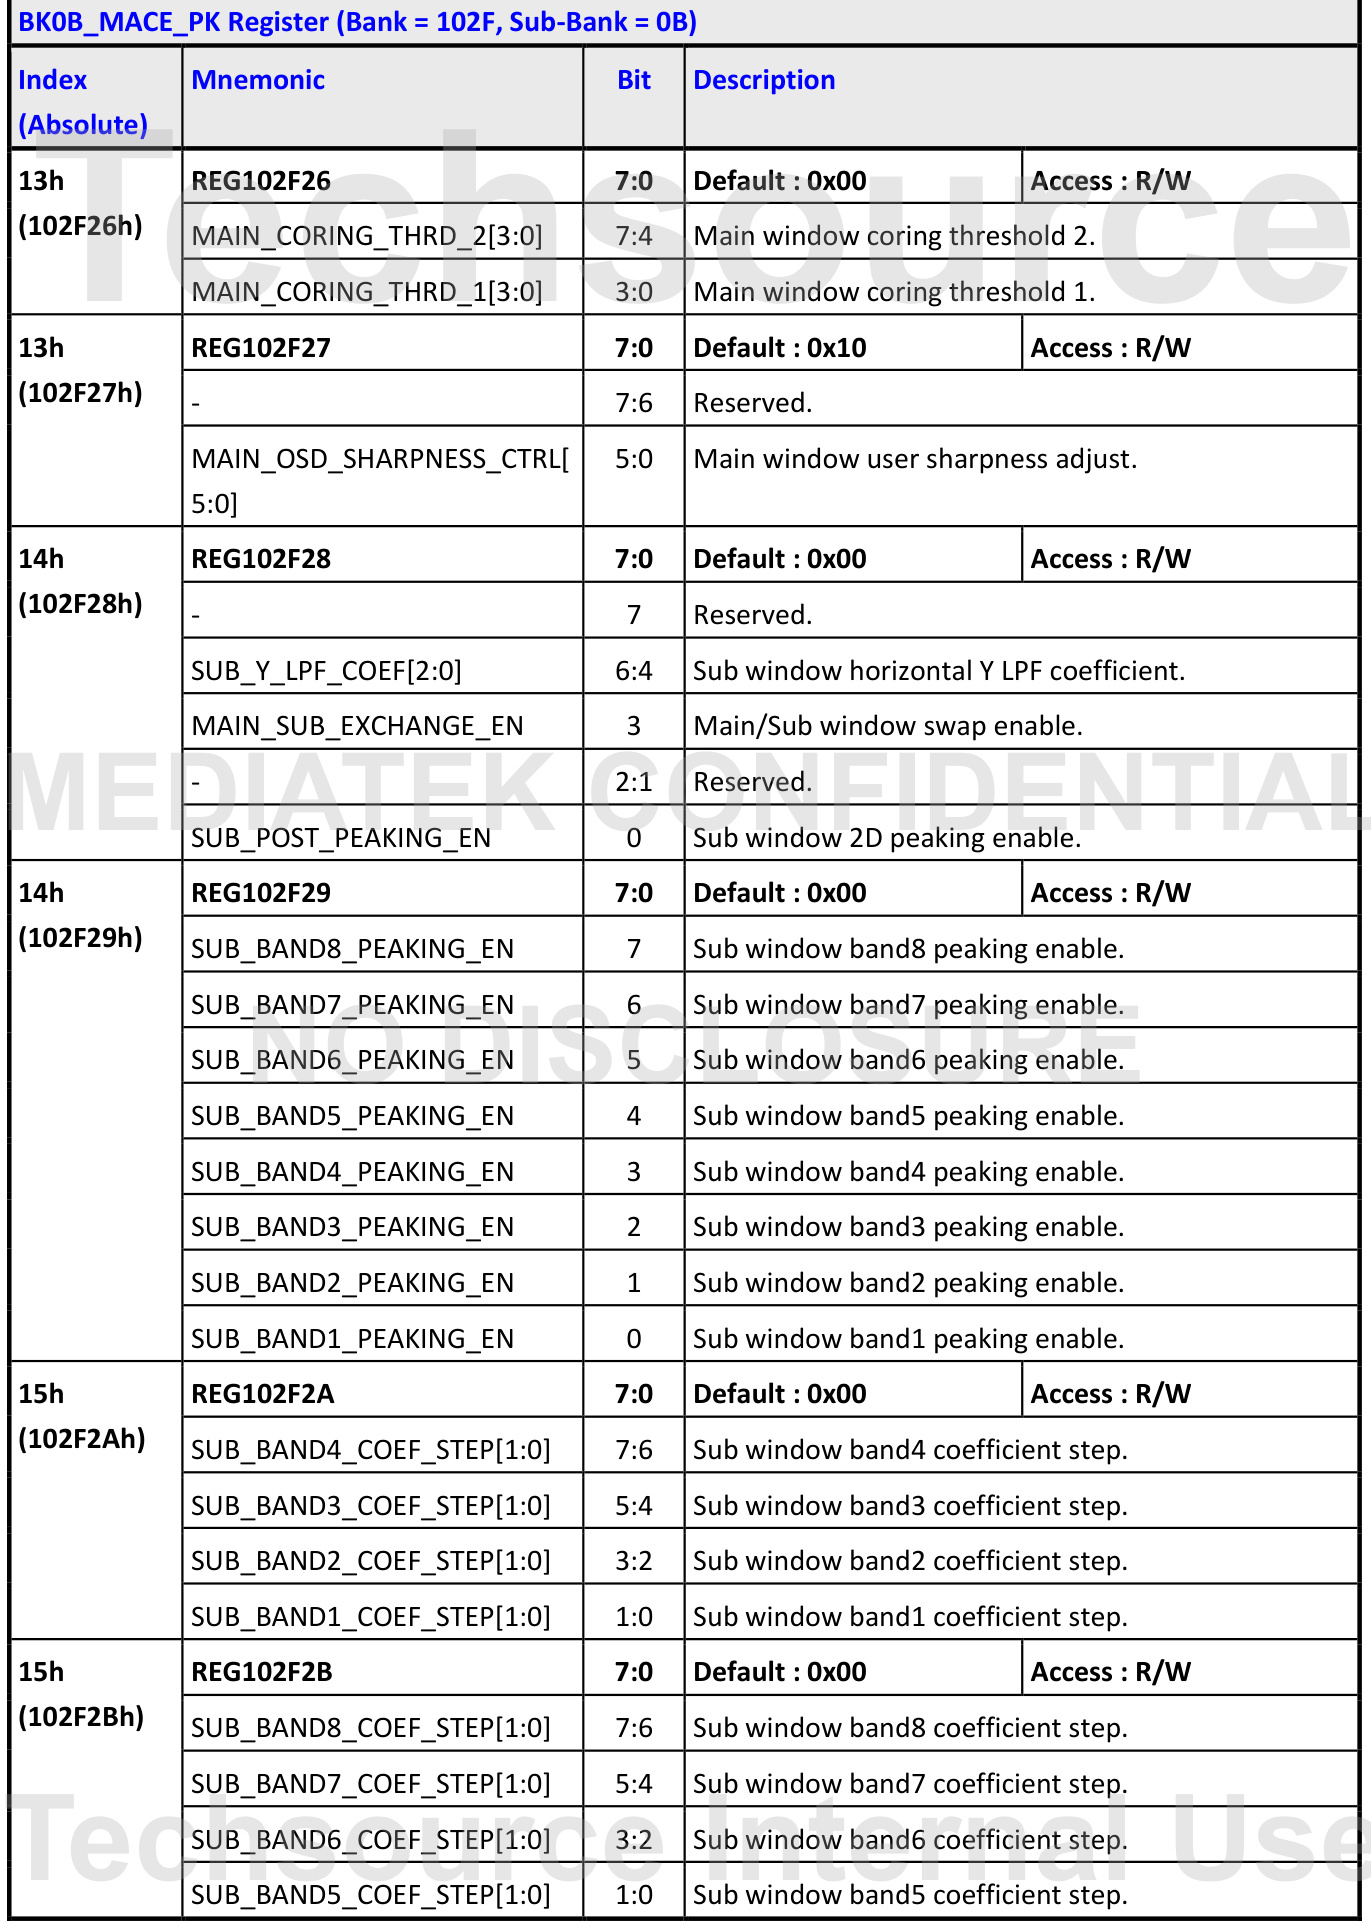 BK0B_MACE_PK Register (Bank = 102F, Sub-Bank = 0B)
Index (Absolute) Mnemonic Bit Description
13h (102F26h) REG102F26 7:0 Default : 0x00 Access : R/W
MAIN_CORING_THRD_2[3:0] 7:4 Main window coring threshold 2.
MAIN_CORING_THRD_1[3:0] 3:0 Main window coring threshold 1.
13h (102F27h) REG102F27 7:0 Default : 0x10 Access : R/W
- 7:6 Reserved.
MAIN_OSD_SHARPNESS_CTRL[5:0] 5:0 Main window user sharpness adjust.
14h (102F28h) REG102F28 7:0 Default : 0x00 Access : R/W
- 7 Reserved.
SUB_Y_LPF_COEF[2:0] 6:4 Sub window horizontal Y LPF coefficient.
MAIN_SUB_EXCHANGE_EN 3 Main/Sub window swap enable.
- 2:1 Reserved.
SUB_POST_PEAKING_EN 0 Sub window 2D peaking enable.
14h (102F29h) REG102F29 7:0 Default : 0x00 Access : R/W
SUB_BAND8_PEAKING_EN 7 Sub window band8 peaking enable.
SUB_BAND7_PEAKING_EN 6 Sub window band7 peaking enable.
SUB_BAND6_PEAKING_EN 5 Sub window band6 peaking enable.
SUB_BAND5_PEAKING_EN 4 Sub window band5 peaking enable.
SUB_BAND4_PEAKING_EN 3 Sub window band4 peaking enable.
SUB_BAND3_PEAKING_EN 2 Sub window band3 peaking enable.
SUB_BAND2_PEAKING_EN 1 Sub window band2 peaking enable.
SUB_BAND1_PEAKING_EN 0 Sub window band1 peaking enable.
15h (102F2Ah) REG102F2A 7:0 Default : 0x00 Access : R/W
SUB_BAND4_COEF_STEP[1:0] 7:6 Sub window band4 coefficient step.
SUB_BAND3_COEF_STEP[1:0] 5:4 Sub window band3 coefficient step.
SUB_BAND2_COEF_STEP[1:0] 3:2 Sub window band2 coefficient step.
SUB_BAND1_COEF_STEP[1:0] 1:0 Sub window band1 coefficient step.
15h (102F2Bh) REG102F2B 7:0 Default : 0x00 Access : R/W
SUB_BAND8_COEF_STEP[1:0] 7:6 Sub window band8 coefficient step.
SUB_BAND7_COEF_STEP[1:0] 5:4 Sub window band7 coefficient step.
SUB_BAND6_COEF_STEP[1:0] 3:2 Sub window band6 coefficient step.
SUB_BAND5_COEF_STEP[1:0] 1:0 Sub window band5 coefficient step.
Techsource
MEDIATEK CONFIDENTIAL
NO DISCLOSURE
Techsource Internal Use